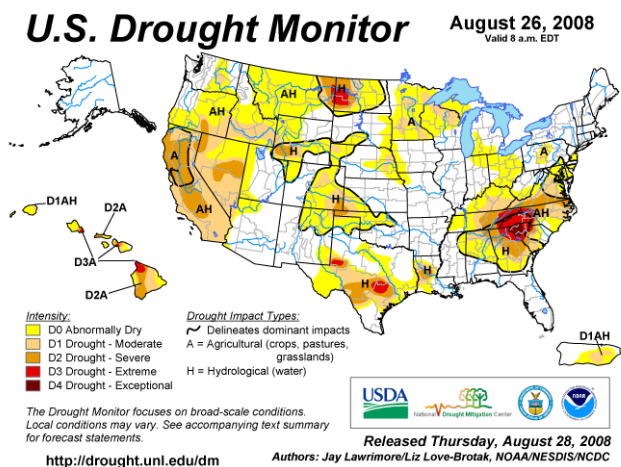 U.S. Drought Monitor
August 26, 2008
Valid 8 a.m. EDT
AH
H
AH
A
A
H
A
AH
H
AH
H
H
A
D1AH
D2A
D3A
D2A
D1AH
Intensity:
D0 Abnormally Dry
D1 Drought - Moderate
D2 Drought - Severe
D3 Drought - Extreme
D4 Drought - Exceptional
Drought Impact Types:
Delineates dominant impacts
A = Agricultural (crops, pastures,
grasslands)
H = Hydrological (water)
The Drought Monitor focuses on broad-scale conditions.
Local conditions may vary. See accompanying text summary
for forecast statements.
http://drought.unl.edu/dm
USDA
National Drought Mitigation Center
NOAA
Released Thursday, August 28, 2008
Authors: Jay Lawrimore/Liz Love-Brotak, NOAA/NESDIS/NCDC